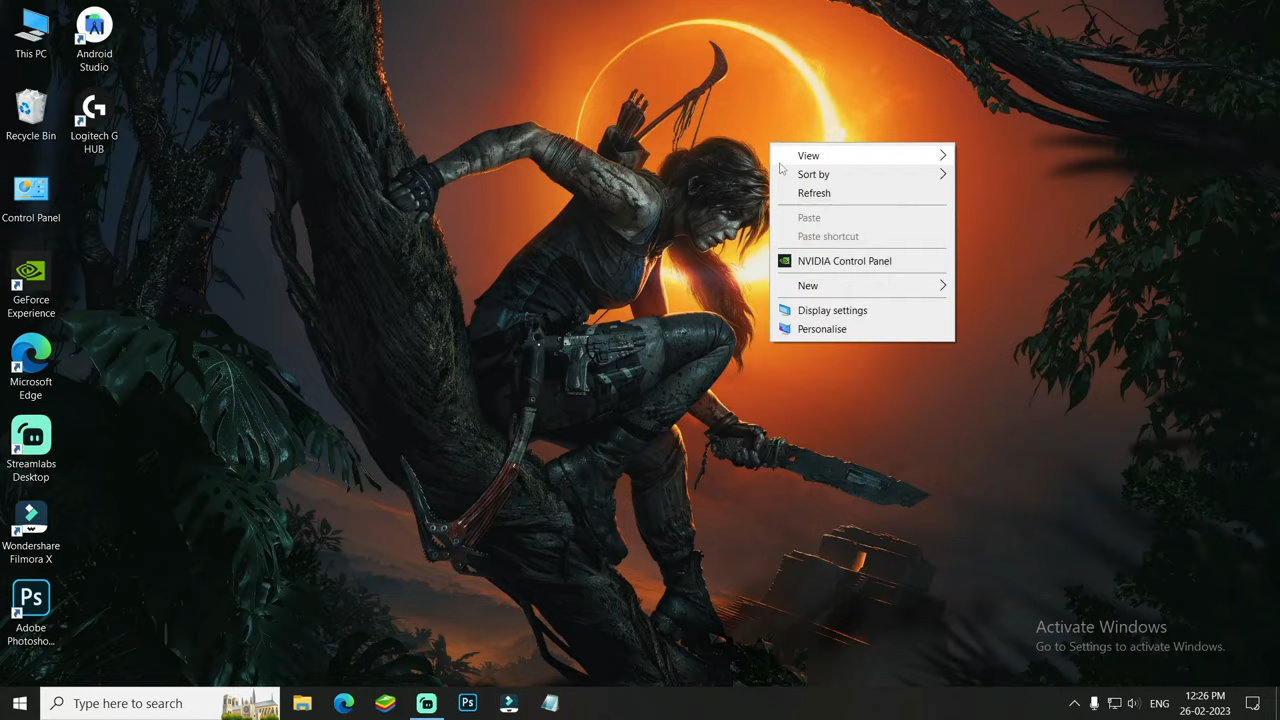 This PC
Android
Studio
Recycle Bin
Logitech G
HUB
Control Panel
GeForce
Experience
Microsoft
Edge
Streamlabs
Desktop
Wondershare
Filmora X
Ps
Adobe
Photosho...
View
Sort by
Refresh
Paste
Paste shortcut
NVIDIA Control Panel
New
Display settings
Personalise
Activate Windows
Go to Settings to activate Windows.
Type here to search
Ps
ENG
12:26 PM
26-02-2023